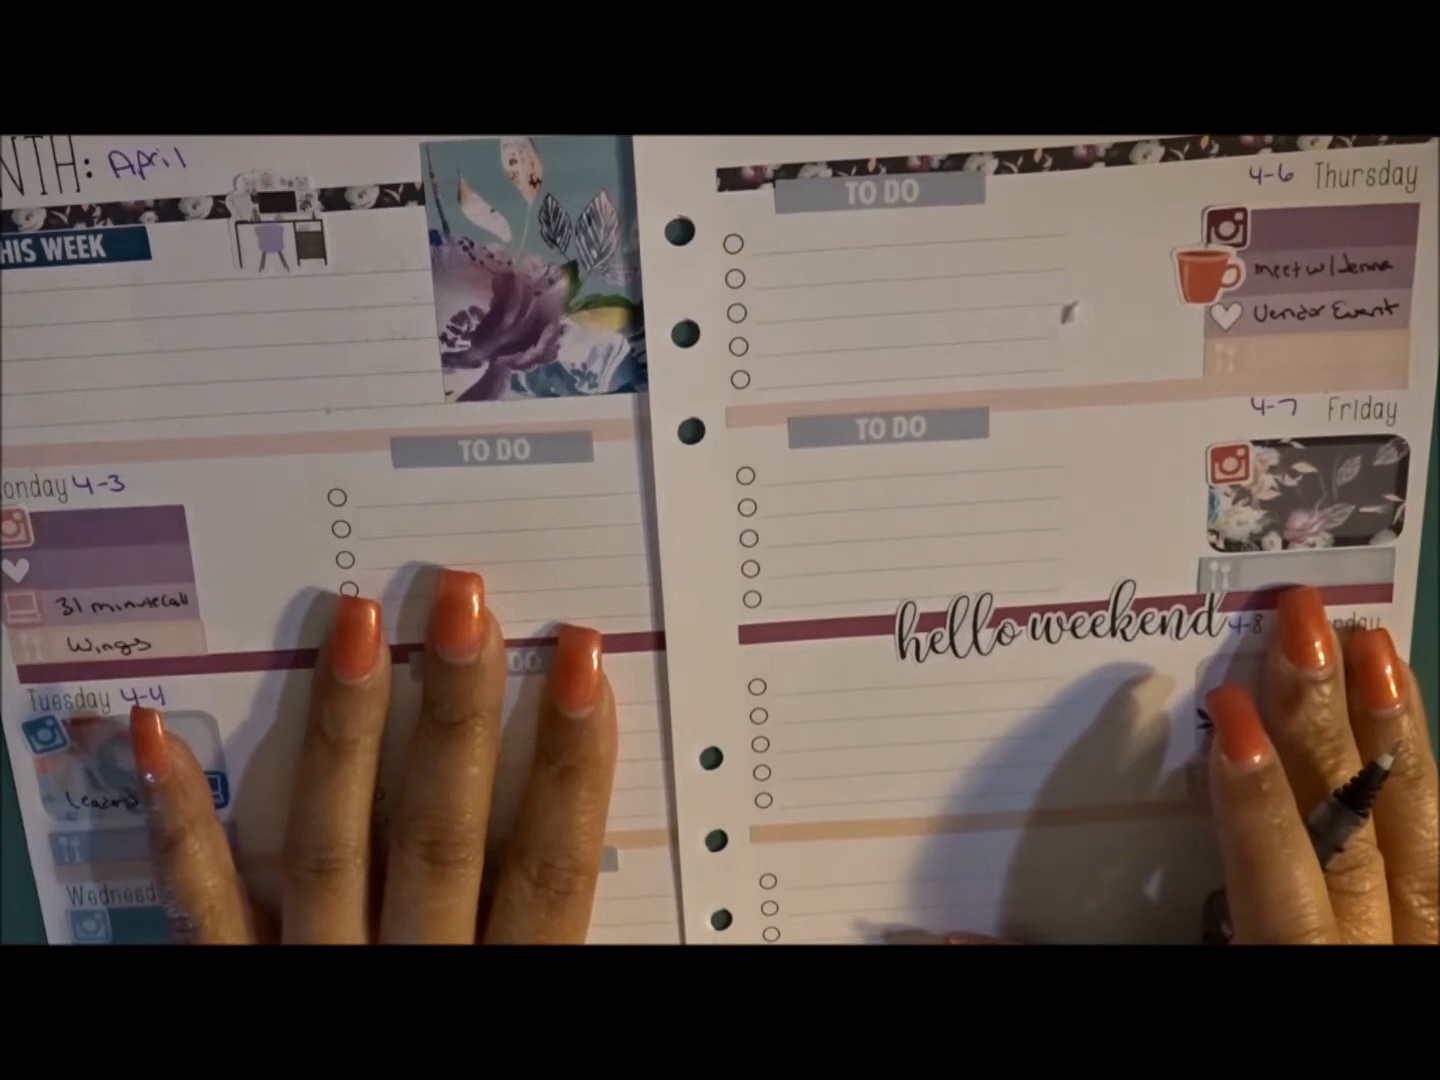 NTH: April
HIS WEEK
TO DO
onday 4-3
31 minute Call
Wings
DO
Tuesday 4-4
Wednesd
TO DO
4-6 Thursday
meet w/ Jenna
Vendor Event
TO DO
4-7 Friday
hello weekend
4-8